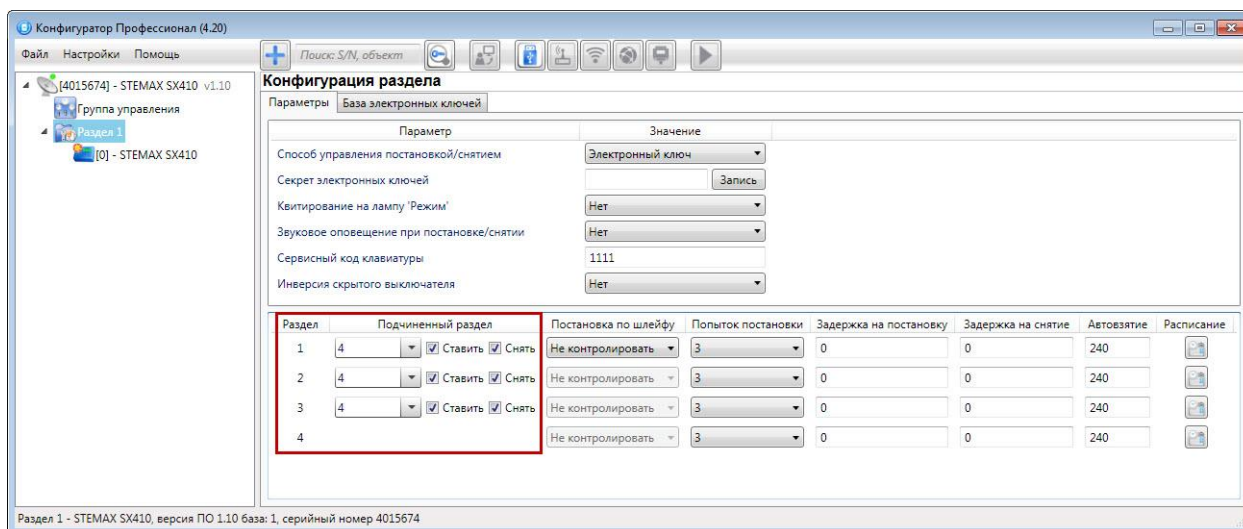 Конфигуратор Профессионал (4.20)
Файл Настройки Помощь
Поиск: S/N, объект
[4015674] - STEMAX SX410 v1.10
Группа управления
Раздел 1
[0] - STEMAX SX410
Конфигурация раздела
Параметры База электронных ключей
Параметр Значение
Способ управления постановкой/снятием Электронный ключ
Секрет электронных ключей Запись
Квитирование на лампу 'Режим' Нет
Звуковое оповещение при постановке/снятии Нет
Сервисный код клавиатуры 1111
Инверсия скрытого выключателя Нет
Раздел Подчиненный раздел Постановка по шлейфу Попыток постановки Задержка на постановку Задержка на снятие Автовзятие Расписание
1 4 Ставить Снять Не контролировать 3 0 0 240
2 4 Ставить Снять Не контролировать 3 0 0 240
3 4 Ставить Снять Не контролировать 3 0 0 240
4 Не контролировать 3 0 0 240
Раздел 1 - STEMAX SX410, версия ПО 1.10 база: 1, серийный номер 4015674